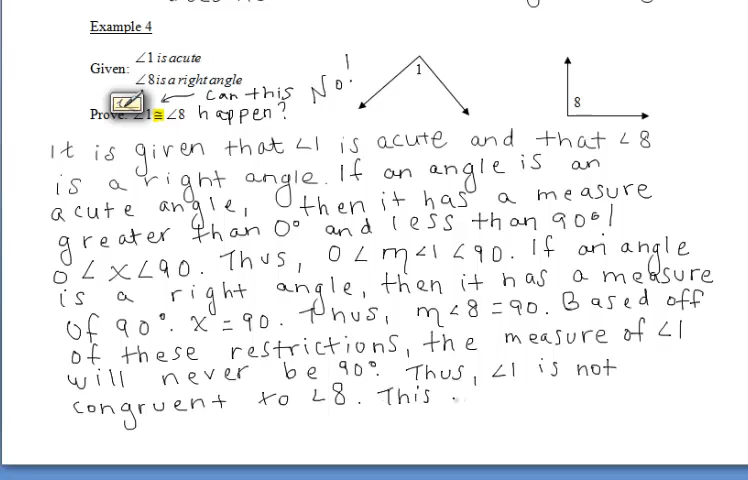 Example 4
∠1 is acute
Given:
∠8 is a right angle
can this No!
Prove: ∠1≅∠8 happen?
1
8
It is given that ∠1 is acute and that ∠8
is a right angle. If an angle is an
acute angle, then it has a measure
greater than 0° and less than 90°!
0<x<90. Thus, 0<m∠1<90. If an angle
is a right angle, then it has a measure
of 90°. x=90. Thus, m∠8=90. Based off
of these restrictions, the measure of ∠1
will never be 90°. Thus, ∠1 is not
congruent to ∠8. This